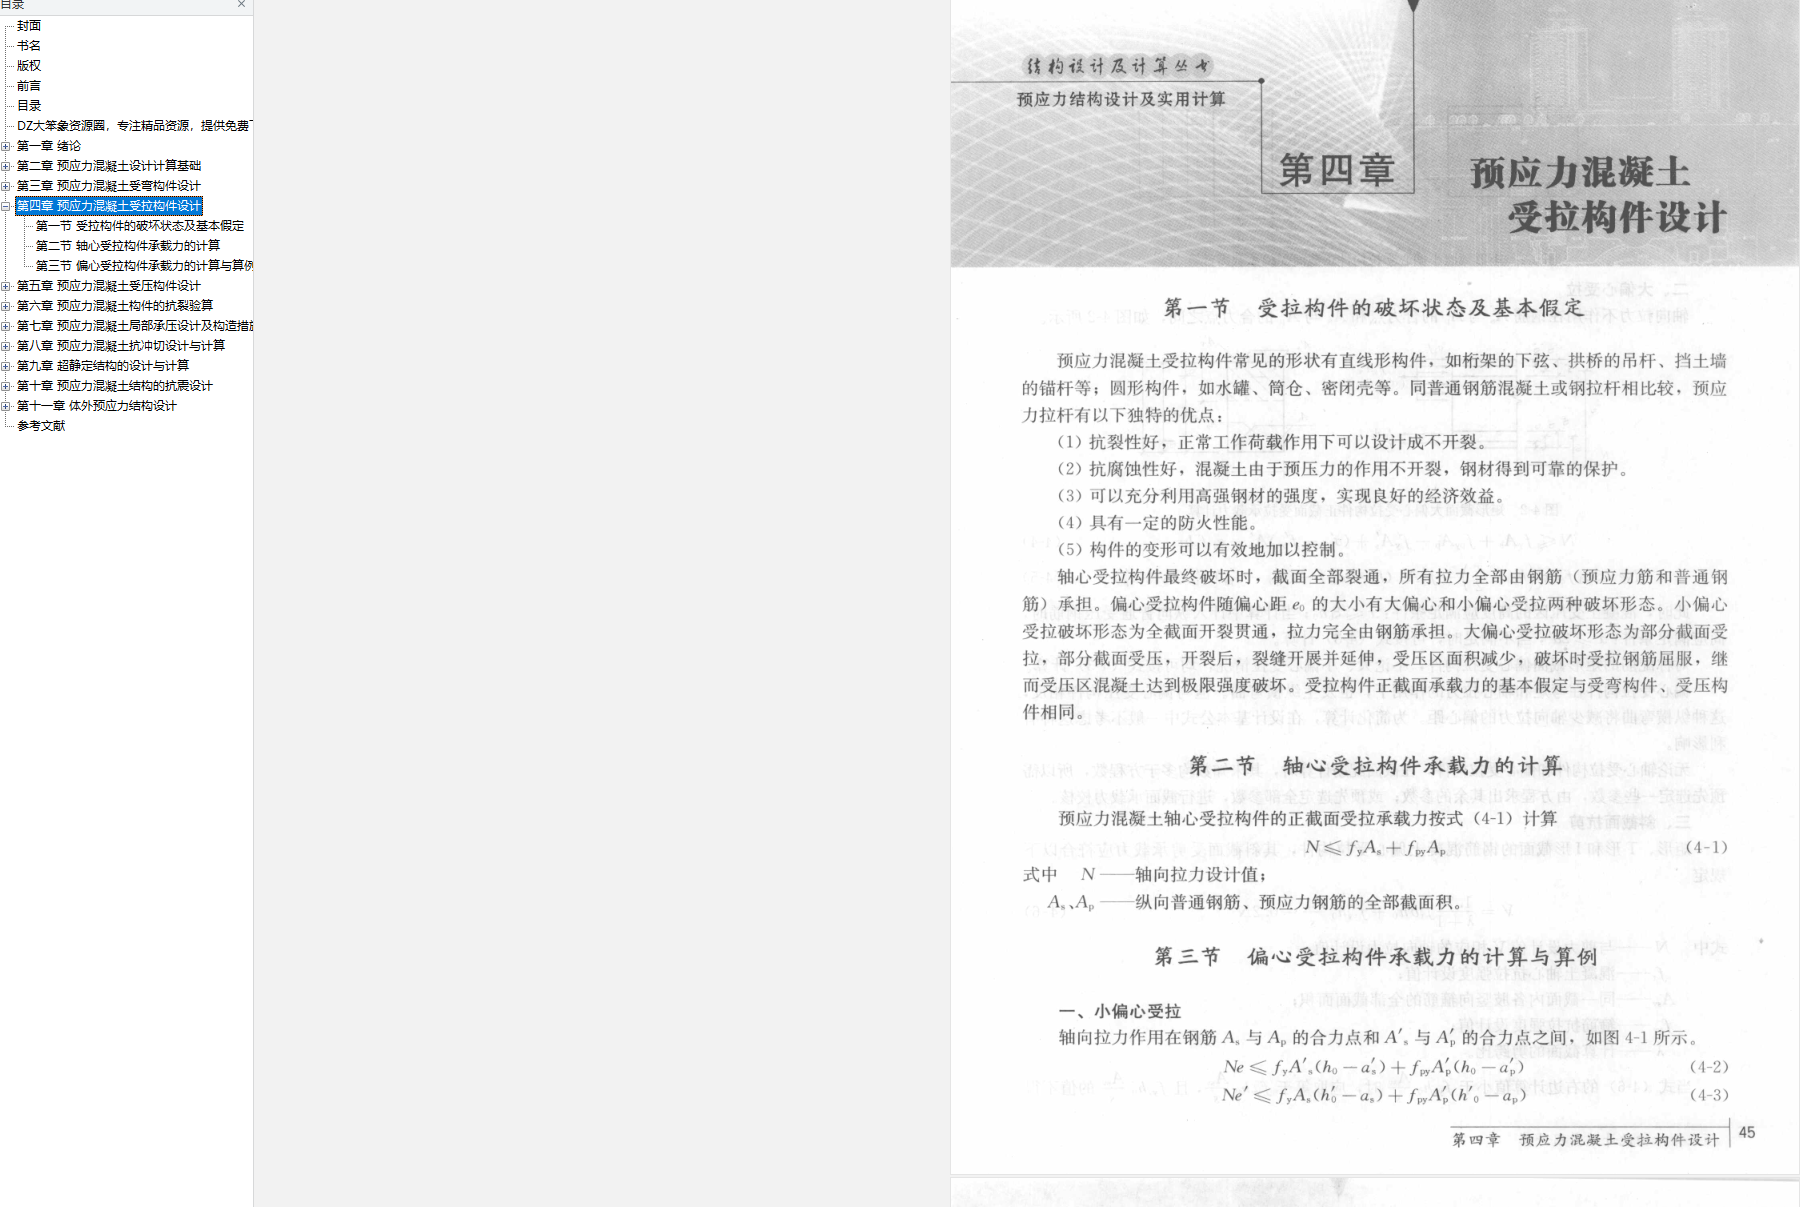 目录
封面
书名
版权
前言
目录
DZ大笨象资源圈，专注精品资源，提供免费
第一章 绪论
第二章 预应力混凝土设计计算基础
第三章 预应力混凝土受弯构件设计
第四章 预应力混凝土受拉构件设计
第一节 受拉构件的破坏状态及基本假定
第二节 轴心受拉构件承载力的计算
第三节 偏心受拉构件承载力的计算与算例
第五章 预应力混凝土受压构件设计
第六章 预应力混凝土构件的抗裂验算
第七章 预应力混凝土局部承压设计及构造措施
第八章 预应力混凝土抗冲切设计与计算
第九章 超静定结构的设计与计算
第十章 预应力混凝土结构的抗震设计
第十一章 体外预应力结构设计
参考文献
结构设计及计算丛书
预应力结构设计及实用计算
第四章
预应力混凝土
受拉构件设计
第一节 受拉构件的破坏状态及基本假定
预应力混凝土受拉构件常见的形状有直线形构件，如桁架的下弦、拱桥的吊杆、挡土墙
的锚杆等；圆形构件，如水罐、筒仓、密闭壳等。同普通钢筋混凝土或钢拉杆相比较，预应
力拉杆有以下独特的优点：
（1）抗裂性好，正常工作荷载作用下可以设计成不开裂。
（2）抗腐蚀性好，混凝土由于预压力的作用不开裂，钢材得到可靠的保护。
（3）可以充分利用高强钢材的强度，实现良好的经济效益。
（4）具有一定的防火性能。
（5）构件的变形可以有效地加以控制。
轴心受拉构件最终破坏时，截面全部裂通，所有拉力全部由钢筋（预应力筋和普通钢
筋）承担。偏心受拉构件随偏心距 e₀ 的大小有大偏心和小偏心受拉两种破坏形态。小偏心
受拉破坏形态为全截面开裂贯通，拉力完全由钢筋承担。大偏心受拉破坏形态为部分截面受
拉，部分截面受压，开裂后，裂缝开展并延伸，受压区面积减少，破坏时受拉钢筋屈服，继
而受压区混凝土达到极限强度破坏。受拉构件正截面承载力的基本假定与受弯构件、受压构
件相同。
第二节 轴心受拉构件承载力的计算
预应力混凝土轴心受拉构件的正截面受拉承载力按式（4-1）计算
N⩽fyAs+fpyAp （4-1）
式中 N——轴向拉力设计值；
As、Ap——纵向普通钢筋、预应力钢筋的全部截面积。
第三节 偏心受拉构件承载力的计算与算例
一、小偏心受拉
轴向拉力作用在钢筋 As 与 Ap 的合力点和 A′s 与 A′p 的合力点之间，如图 4-1 所示。
Ne⩽fyA′s(h0−a′s)+fpyA′p(h0−a′p) （4-2）
Ne′⩽fyAs(h′0−as)+fpyA′p(h′0−ap) （4-3）
第四章 预应力混凝土受拉构件设计 45